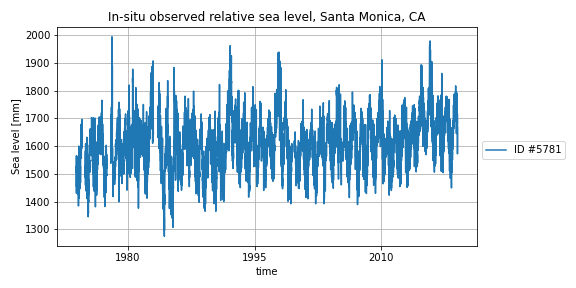 In-situ observed relative sea level, Santa Monica, CA
2000
1900
1800
1700
1600
1500
1400
1300
Sea level [mm]
1980
1995
2010
time
ID #5781